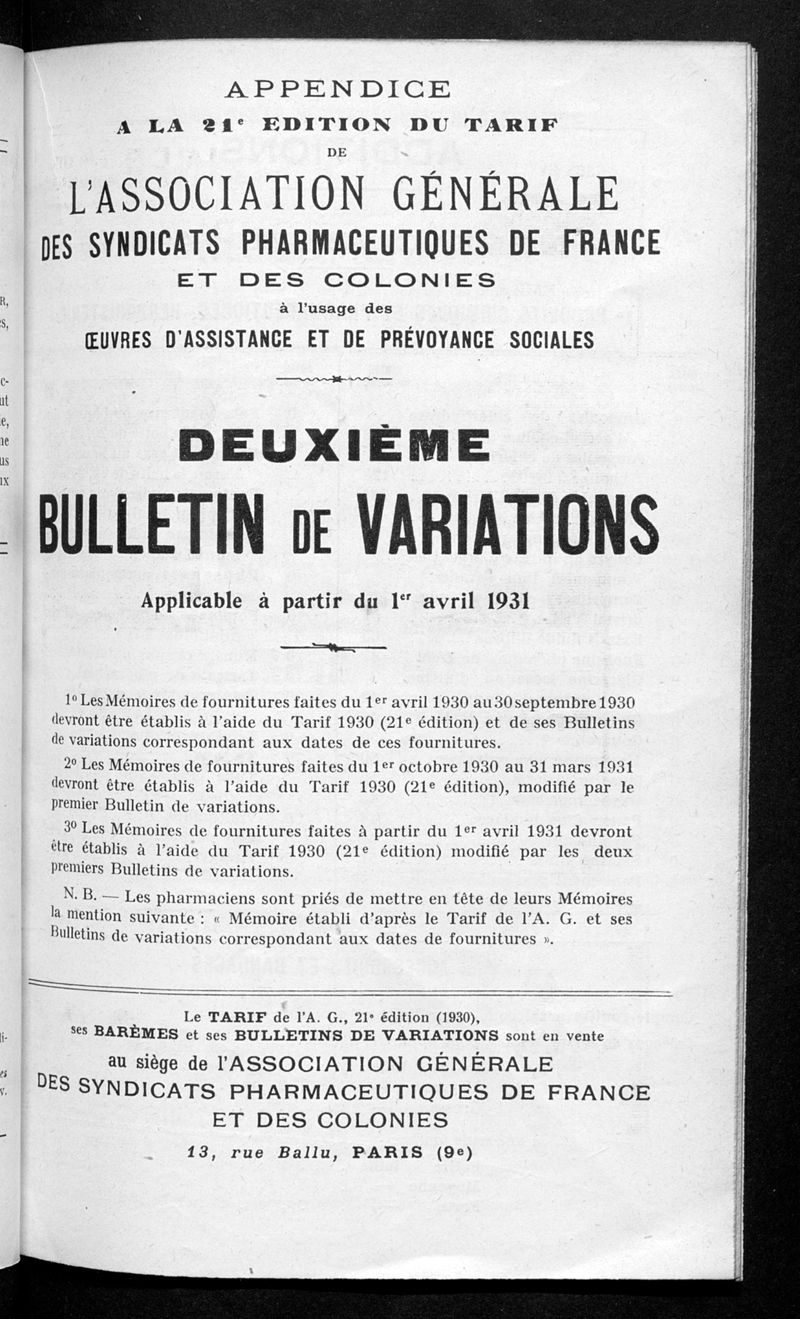 APPENDICE
A LA 21e EDITION DU TARIF
DE
L'ASSOCIATION GÉNÉRALE
DES SYNDICATS PHARMACEUTIQUES DE FRANCE
ET DES COLONIES
à l'usage des
ŒUVRES D'ASSISTANCE ET DE PRÉVOYANCE SOCIALES
DEUXIÈME
BULLETIN DE VARIATIONS
Applicable à partir du 1er avril 1931
1º Les Mémoires de fournitures faites du 1er avril 1930 au 30 septembre 1930
devront être établis à l'aide du Tarif 1930 (21e édition) et de ses Bulletins
de variations correspondant aux dates de ces fournitures.
2º Les Mémoires de fournitures faites du 1er octobre 1930 au 31 mars 1931
devront être établis à l'aide du Tarif 1930 (21e édition), modifié par le
premier Bulletin de variations.
3º Les Mémoires de fournitures faites à partir du 1er avril 1931 devront
être établis à l'aide du Tarif 1930 (21e édition) modifié par les deux
premiers Bulletins de variations.
N. B. — Les pharmaciens sont priés de mettre en tête de leurs Mémoires
la mention suivante : « Mémoire établi d'après le Tarif de l'A. G. et ses
Bulletins de variations correspondant aux dates de fournitures ».
Le TARIF de l'A. G., 21e édition (1930),
ses BARÈMES et ses BULLETINS DE VARIATIONS sont en vente
au siège de l'ASSOCIATION GÉNÉRALE
DES SYNDICATS PHARMACEUTIQUES DE FRANCE
ET DES COLONIES
13, rue Ballu, PARIS (9e)